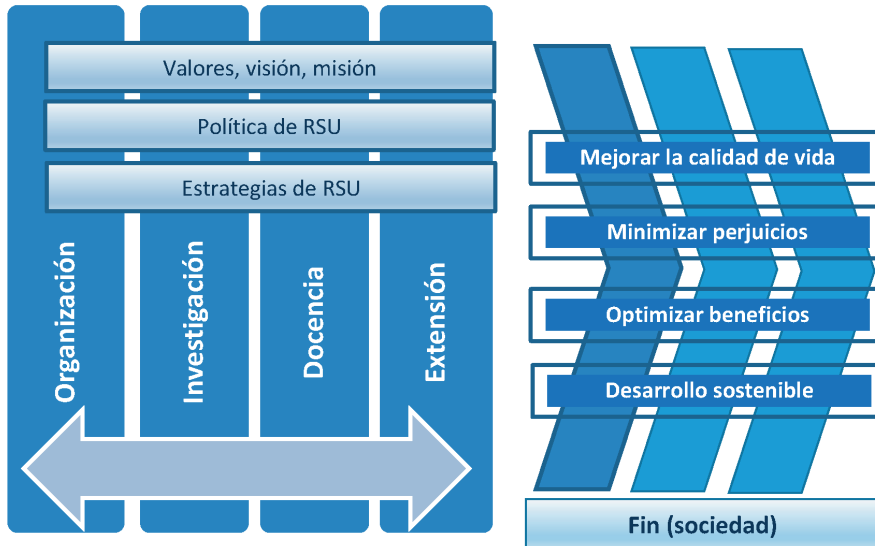 Valores, visión, misión
Política de RSU
Estrategias de RSU
Organización
Investigación
Docencia
Extensión
Mejorar la calidad de vida
Minimizar perjuicios
Optimizar beneficios
Desarrollo sostenible
Fin (sociedad)